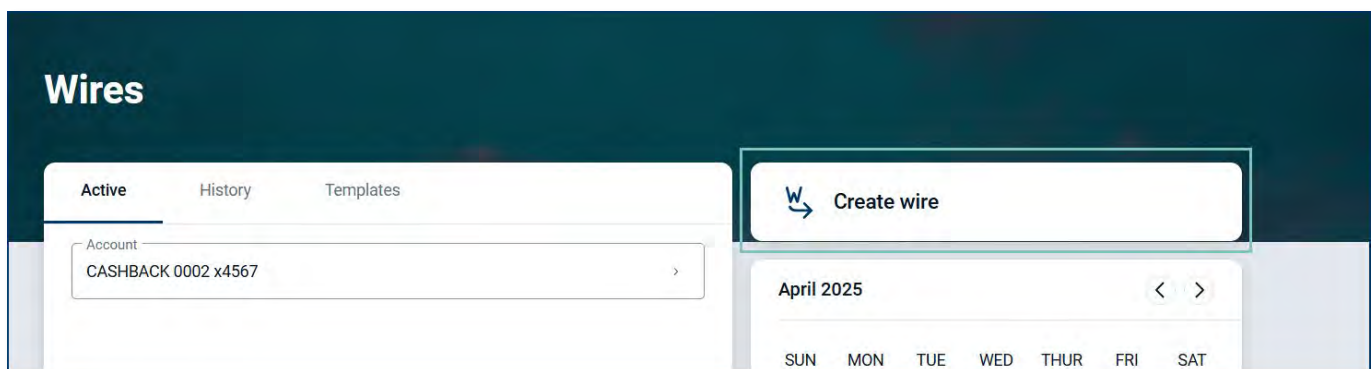 Wires
Active History Templates
Account
CASHBACK 0002 x4567
Create wire
April 2025
SUN MON TUE WED THUR FRI SAT